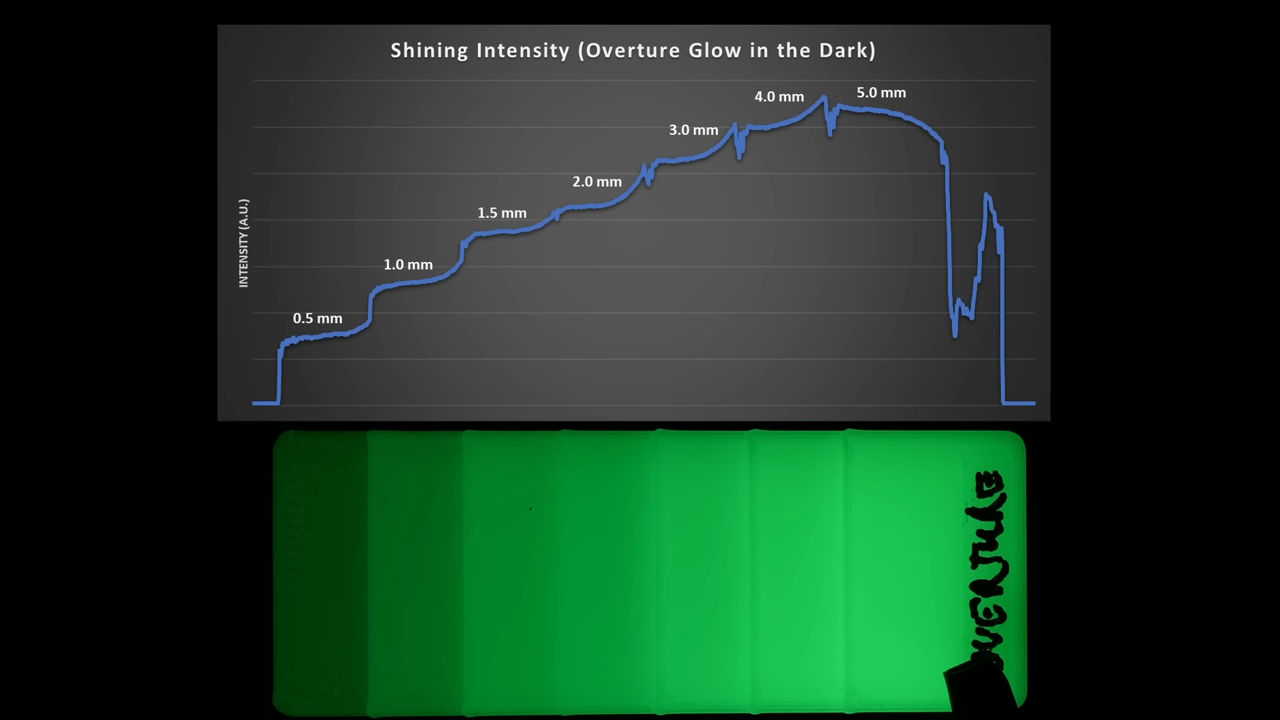 Shining Intensity (Overture Glow in the Dark)
INTENSITY (A.U.)
0.5 mm
1.0 mm
1.5 mm
2.0 mm
3.0 mm
4.0 mm
5.0 mm
OVERTURE